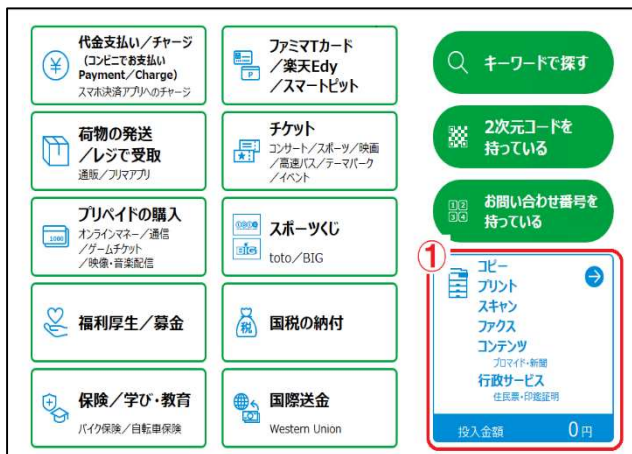 代金支払い/チャージ
(コンビニでお支払い
Payment/Charge)
スマホ決済アプリへのチャージ
ファミマTカード
/楽天Edy
/スマートピット
キーワードで探す
荷物の発送
/レジで受取
通販/フリマアプリ
チケット
コンサート/スポーツ/映画
/高速バス/テーマパーク
/イベント
2次元コードを
持っている
プリペイドの購入
オンラインマネー/通信
/ゲームチケット
/映像・音楽配信
スポーツくじ
toto/BIG
BIG
お問い合わせ番号を
持っている
1
コピー
プリント
スキャン
ファクス
コンテンツ
ブロマイド・新聞
行政サービス
住民票・印鑑証明
投入金額 0円
福利厚生/募金
税
国税の納付
保険/学び・教育
バイク保険/自転車保険
国際送金
Western Union